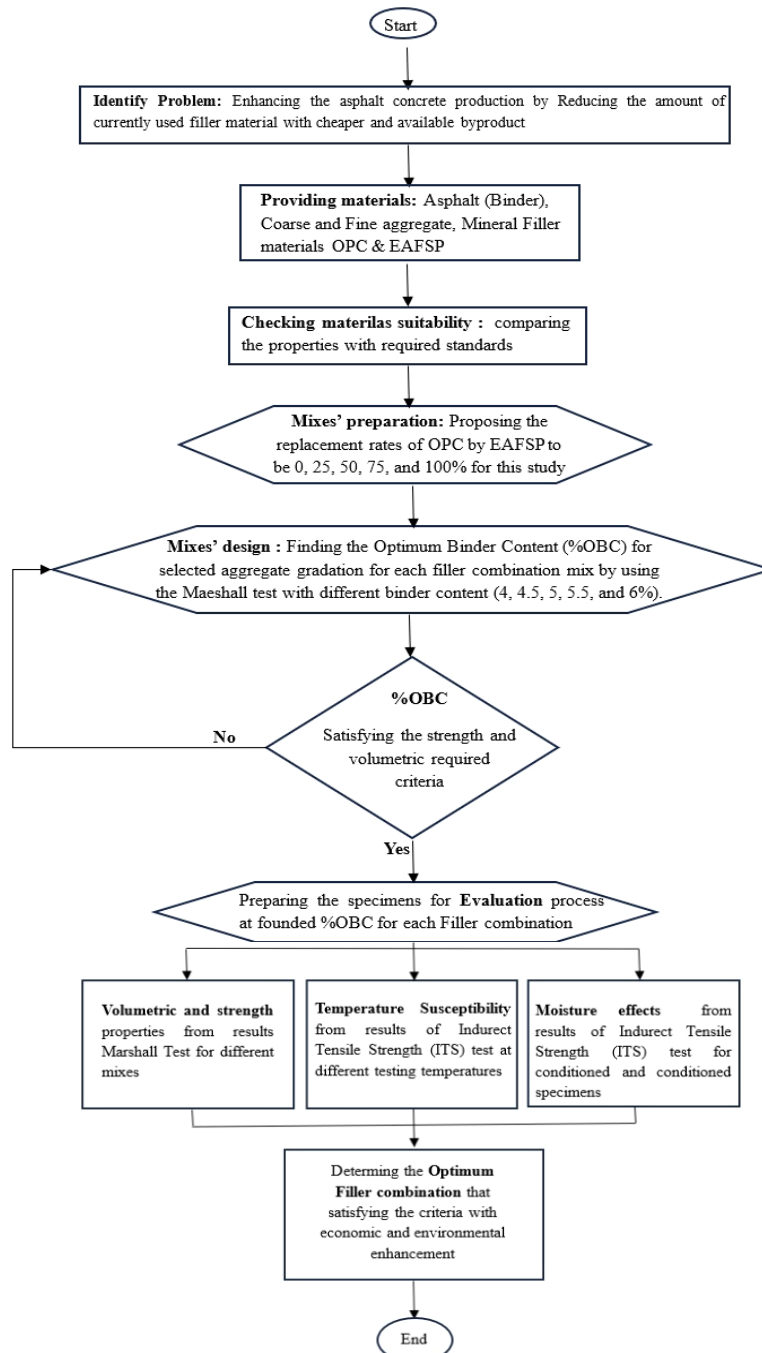 Start
Identify Problem: Enhancing the asphalt concrete production by Reducing the amount of
currently used filler material with cheaper and available byproduct
Providing materials: Asphalt (Binder),
Coarse and Fine aggregate, Mineral Filler
materials OPC & EAFSP
Checking materilas suitability : comparing
the properties with required standards
Mixes' preparation: Proposing the
replacement rates of OPC by EAFSP to
be 0, 25, 50, 75, and 100% for this study
Mixes' design : Finding the Optimum Binder Content (%OBC) for
selected aggregate gradation for each filler combination mix by using
the Maeshall test with different binder content (4, 4.5, 5, 5.5, and 6%).
%OBC
Satisfying the strength and
volumetric required
criteria
No
Yes
Preparing the specimens for Evaluation process
at founded %OBC for each Filler combination
Volumetric and strength
properties from results
Marshall Test for different
mixes
Temperature Susceptibility
from results of Indurect
Tensile Strength (ITS) test at
different testing temperatures
Moisture effects from
results of Indurect Tensile
Strength (ITS) test for
conditioned and conditioned
specimens
Determing the Optimum
Filler combination that
satisfying the criteria with
economic and environmental
enhancement
End